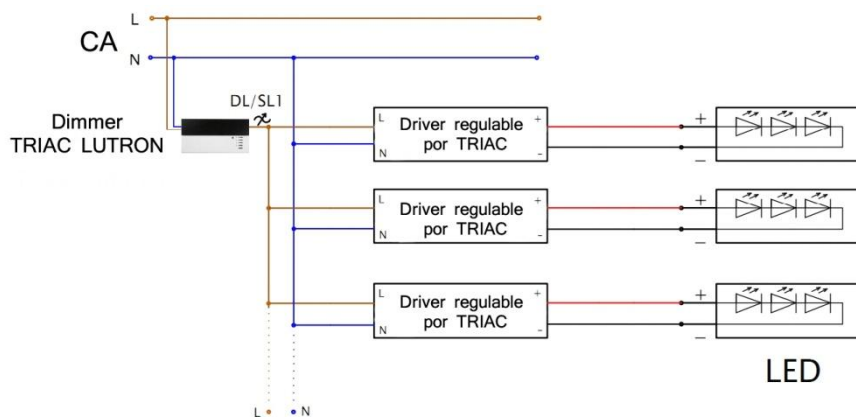 L
CA
N
DL/SL1
Dimmer
TRIAC LUTRON
L
N
Driver regulable
por TRIAC
+
-
+
-
L
N
Driver regulable
por TRIAC
+
-
+
-
L
N
Driver regulable
por TRIAC
+
-
+
-
LED
L
N